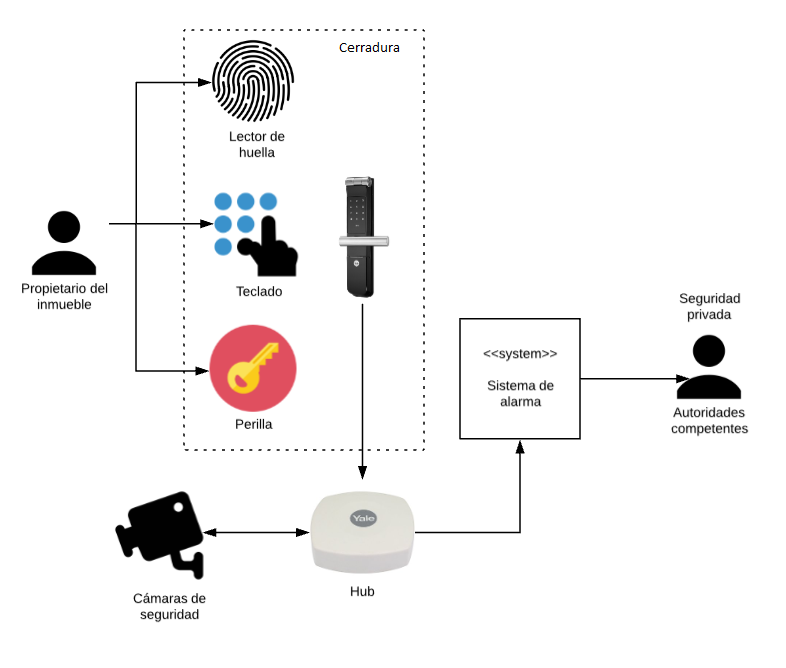 Cerradura
Lector de
huella
Teclado
Propietario del
inmueble
Perilla
Seguridad
privada
<<system>>
Sistema de
alarma
Autoridades
competentes
Yale
Hub
Cámaras de
seguridad